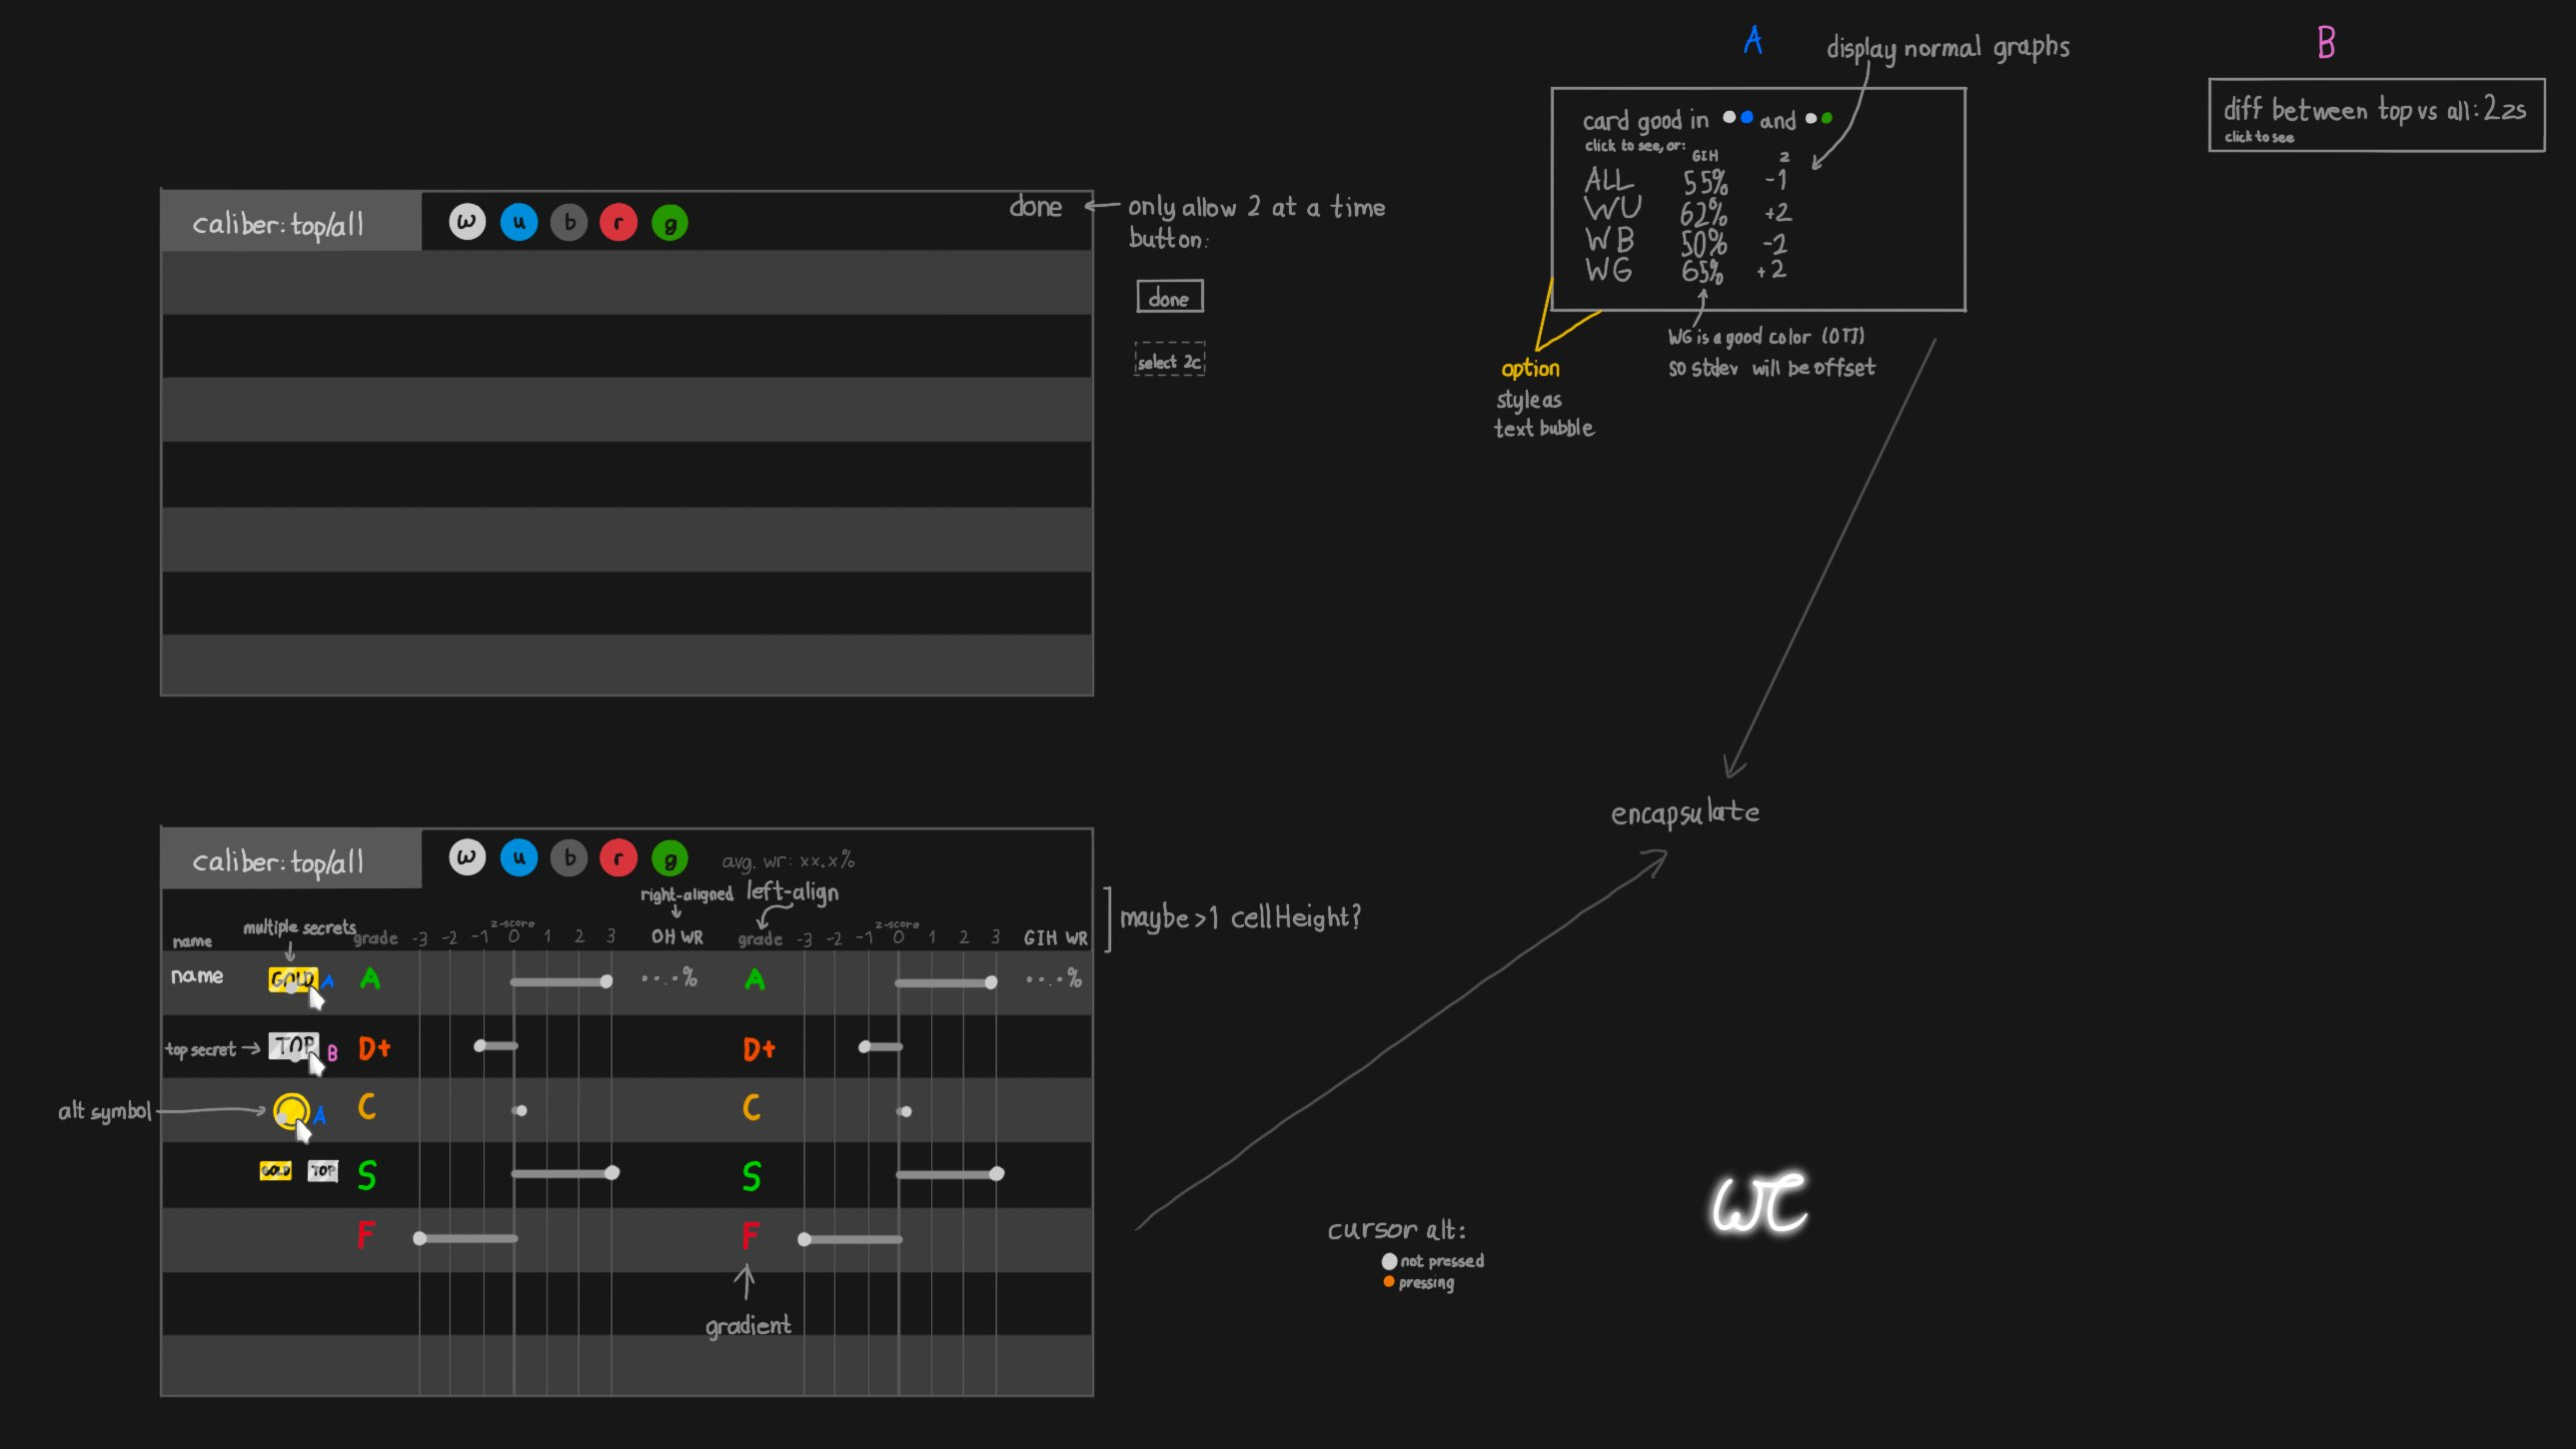 A
display normal graphs
B
card good in and
click to see, or:
GIH z
ALL 55% -1
WU 62% +2
WB 50% -2
WG 65% +2
WG is a good color (OTJ)
so stdev will be offset
option
style as
text bubble
diff between top vs all: 2zs
click to see
caliber: top/all w u b r g done
only allow 2 at a time
button:
done
select 2c
encapsulate
caliber: top/all w u b r g avg. wr: xx.x%
right-aligned left-align
maybe >1 cellHeight?
multiple secrets
z-score z-score
name grade -3 -2 -1 0 1 2 3 OH WR grade -3 -2 -1 0 1 2 3 GIH WR
name GOLD A A ••.•% A ••.•%
top secret TOP B D+ D+
alt symbol A C C
GOLD TOP S S
F F
gradient
cursor alt:
not pressed
pressing